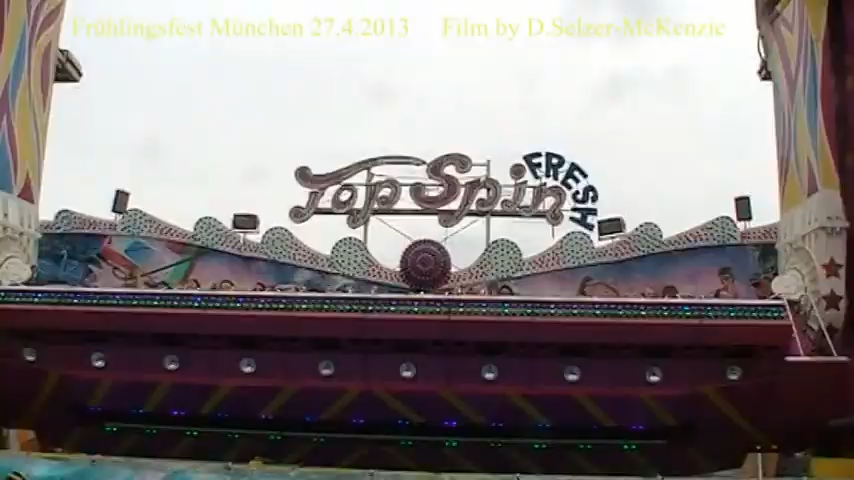 Frühlingsfest München 27.4.2013 Film by D.Selzer-McKenzie
Top Spin FRESH